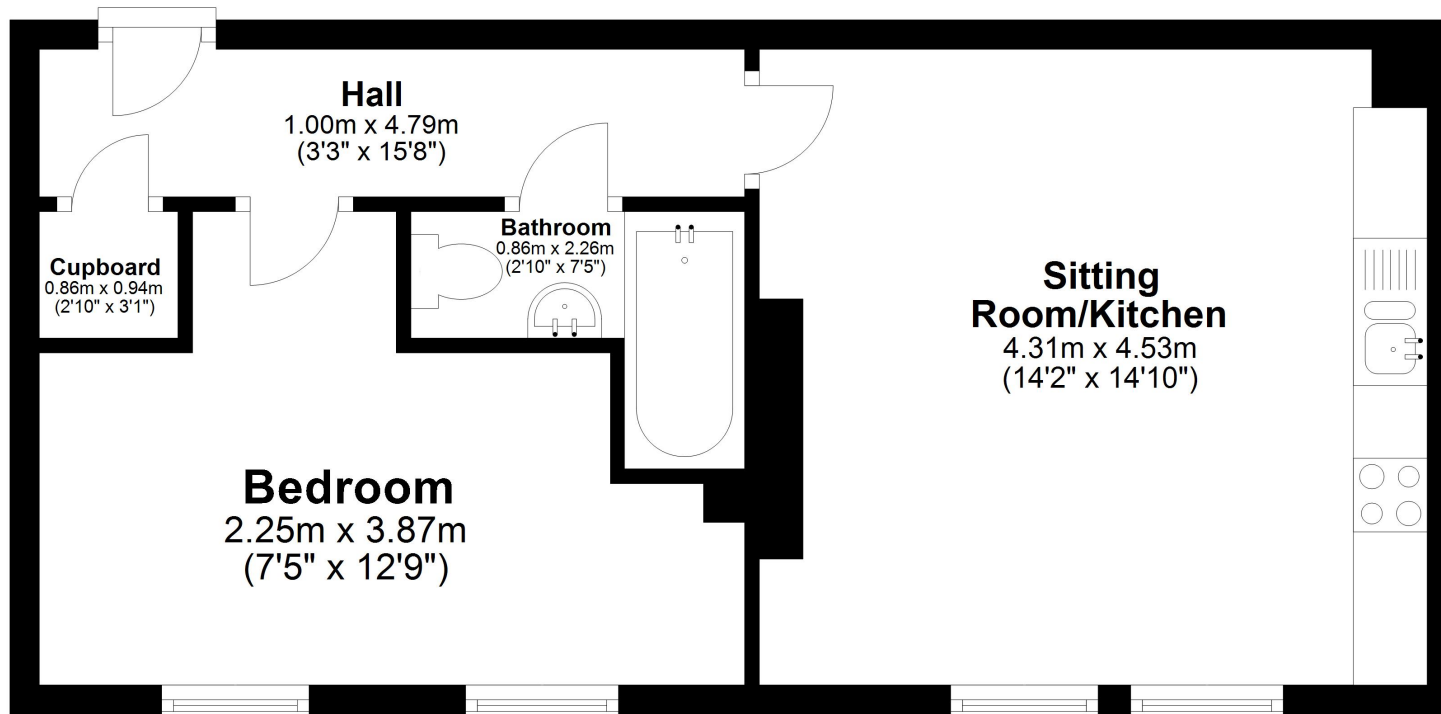 Hall
1.00m x 4.79m
(3'3" x 15'8")
Bathroom
0.86m x 2.26m
(2'10" x 7'5")
Cupboard
0.86m x 0.94m
(2'10" x 3'1")
Sitting
Room/Kitchen
4.31m x 4.53m
(14'2" x 14'10")
Bedroom
2.25m x 3.87m
(7'5" x 12'9")